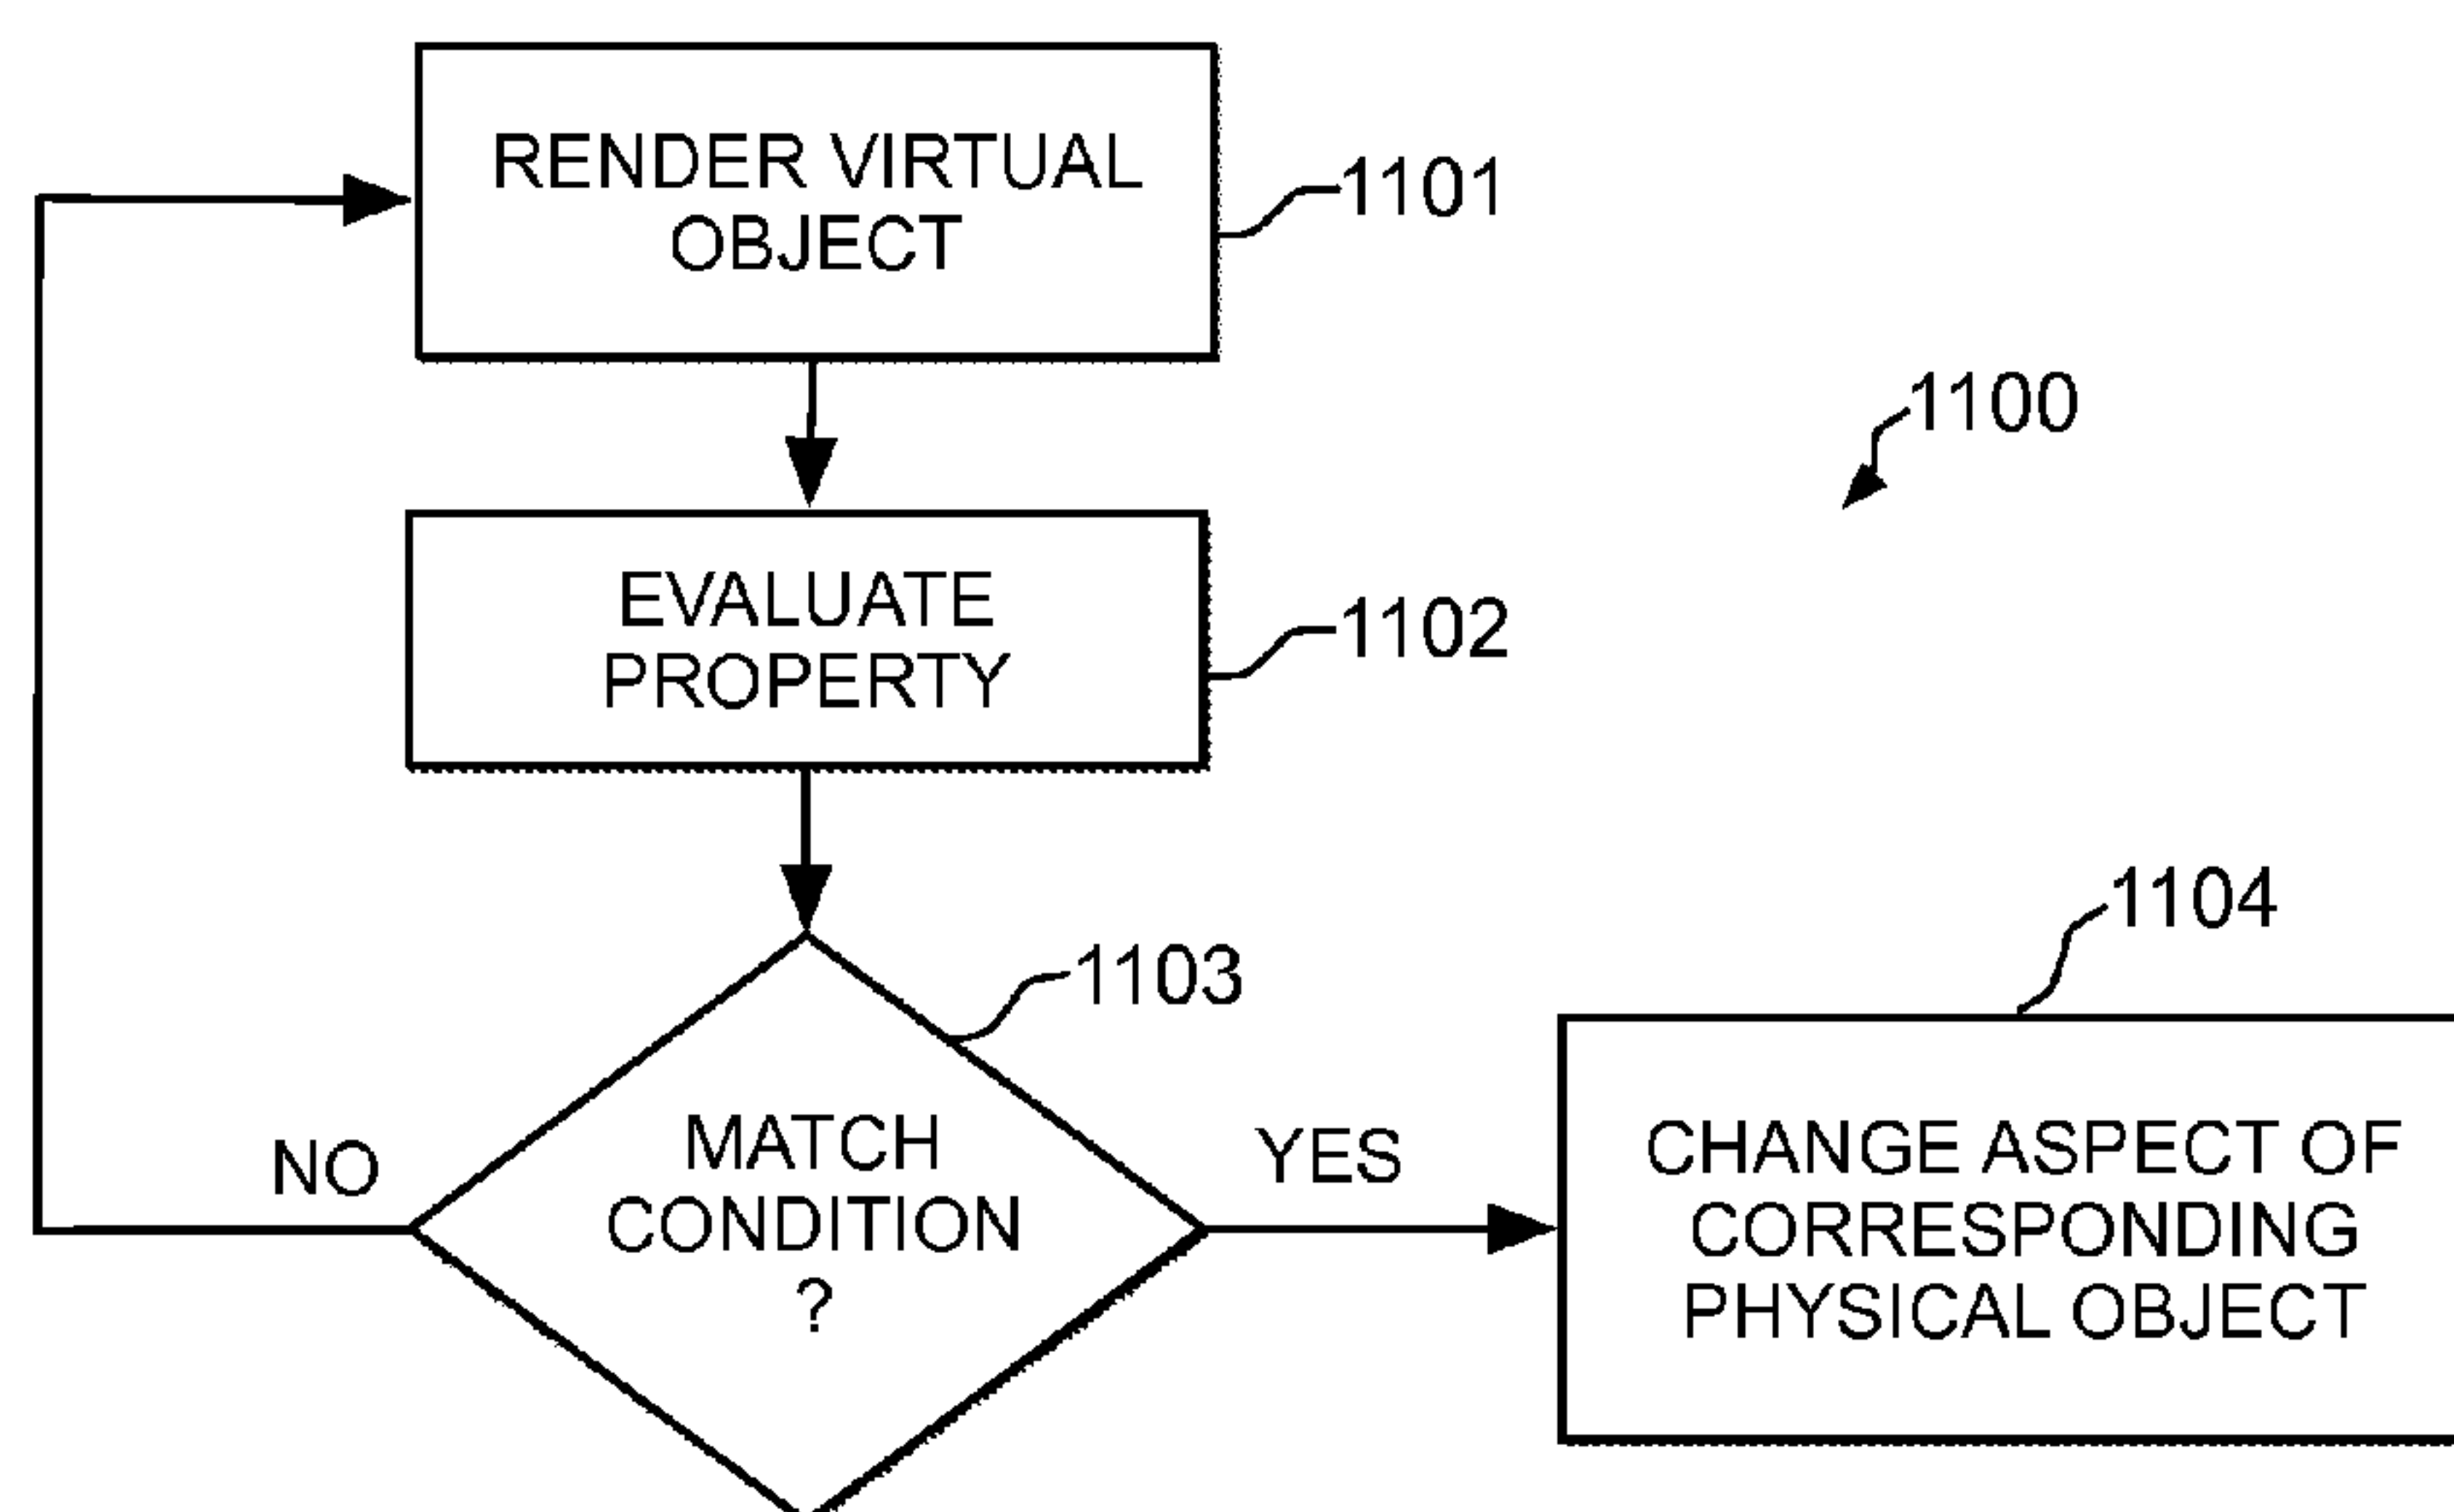 RENDER VIRTUAL
OBJECT
1101
1100
EVALUATE
PROPERTY
1102
1103
1104
MATCH
CONDITION
?
NO
YES
CHANGE ASPECT OF
CORRESPONDING
PHYSICAL OBJECT